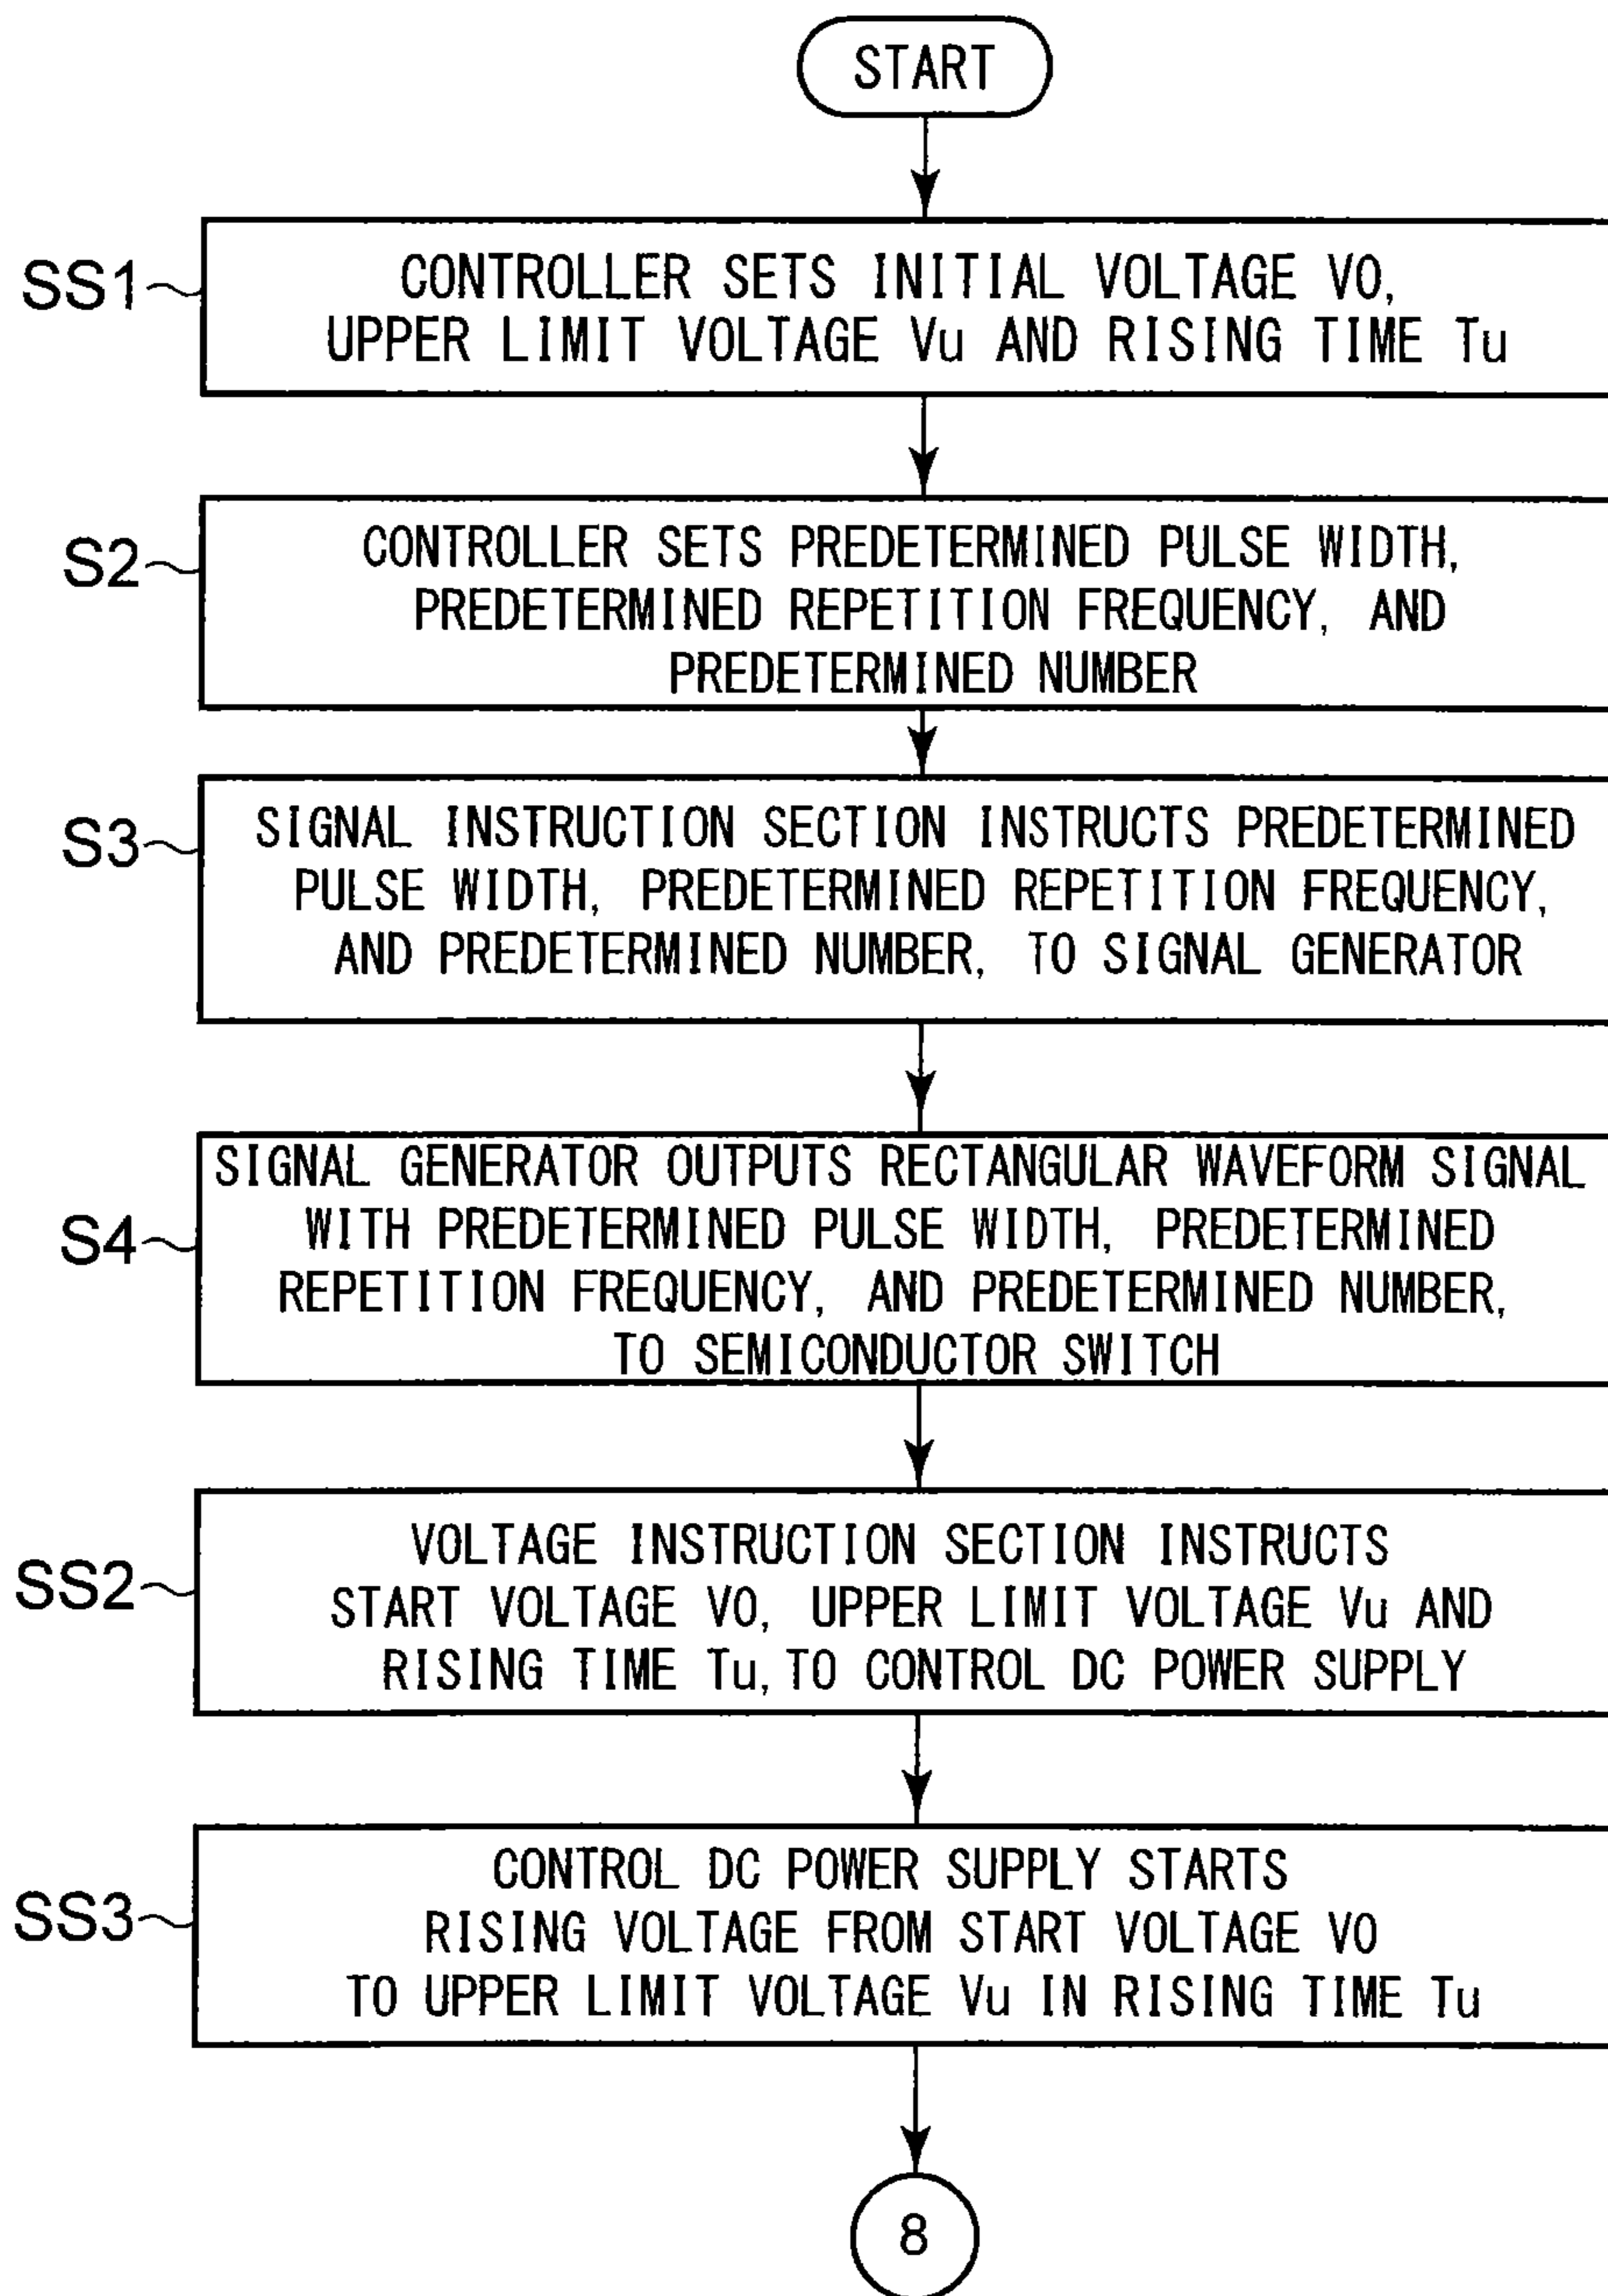 START
SS1
CONTROLLER SETS INITIAL VOLTAGE V0,
UPPER LIMIT VOLTAGE Vu AND RISING TIME Tu
S2
CONTROLLER SETS PREDETERMINED PULSE WIDTH,
PREDETERMINED REPETITION FREQUENCY, AND
PREDETERMINED NUMBER
S3
SIGNAL INSTRUCTION SECTION INSTRUCTS PREDETERMINED
PULSE WIDTH, PREDETERMINED REPETITION FREQUENCY,
AND PREDETERMINED NUMBER, TO SIGNAL GENERATOR
S4
SIGNAL GENERATOR OUTPUTS RECTANGULAR WAVEFORM SIGNAL
WITH PREDETERMINED PULSE WIDTH, PREDETERMINED
REPETITION FREQUENCY, AND PREDETERMINED NUMBER,
TO SEMICONDUCTOR SWITCH
SS2
VOLTAGE INSTRUCTION SECTION INSTRUCTS
START VOLTAGE V0, UPPER LIMIT VOLTAGE Vu AND
RISING TIME Tu, TO CONTROL DC POWER SUPPLY
SS3
CONTROL DC POWER SUPPLY STARTS
RISING VOLTAGE FROM START VOLTAGE V0
TO UPPER LIMIT VOLTAGE Vu IN RISING TIME Tu
8